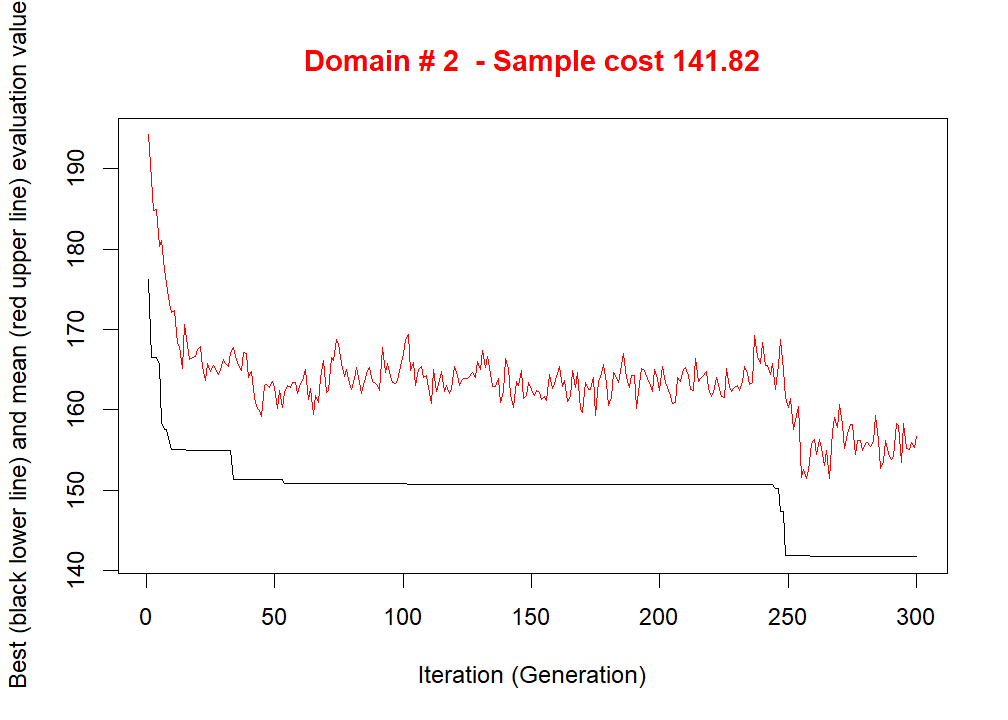 Domain # 2  - Sample cost 141.82
Best (black lower line) and mean (red upper line) evaluation value
190
180
170
160
150
140
0 50 100 150 200 250 300
Iteration (Generation)